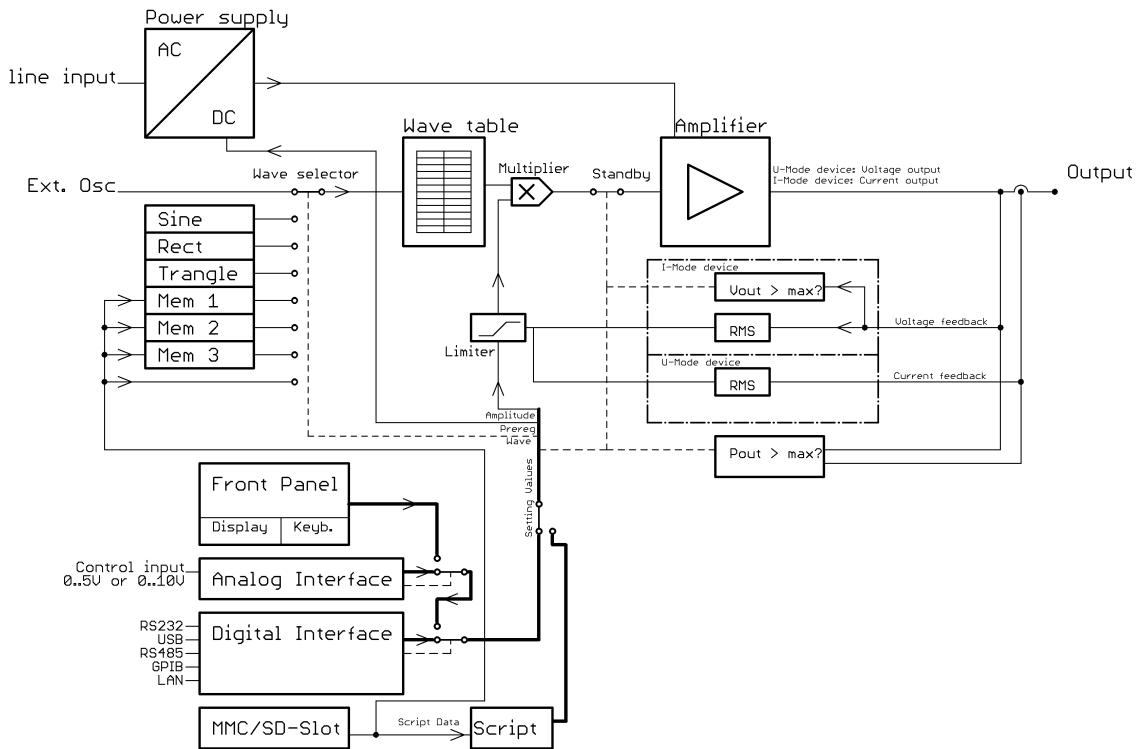 Power supply
AC
line input
DC
Wave table
Amplifier
Wave selector
Multiplier
Standby
U-Mode device: Voltage output
I-Mode device: Current output
Output
Ext. Osc
Sine
Rect
Trangle
Mem 1
Mem 2
Mem 3
I-Mode device
Vout > max?
RMS
Voltage feedback
Limiter
U-Mode device
RMS
Current feedback
Amplitude
Prereg
Wave
Pout > max?
Setting Values
Front Panel
Display
Keyb.
Control input
0..5V or 0..10V
Analog Interface
Digital Interface
RS232
USB
RS485
GPIB
LAN
MMC/SD-Slot
Script Data
Script